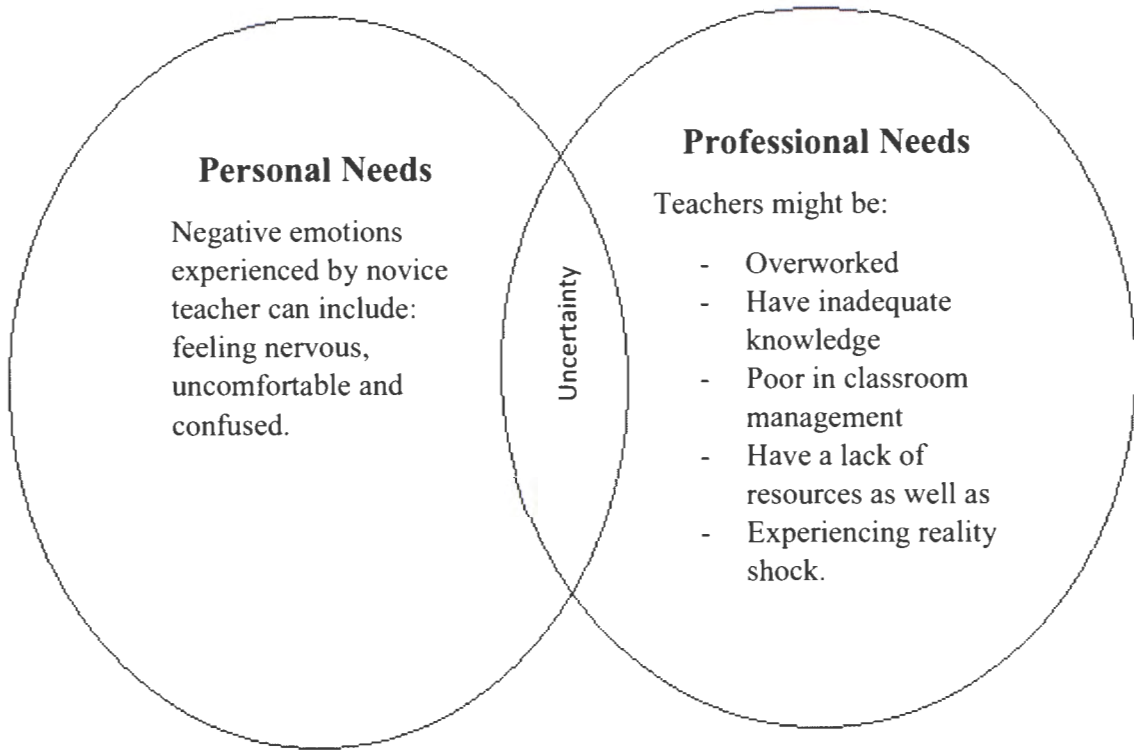 Personal Needs
Negative emotions
experienced by novice
teacher can include:
feeling nervous,
uncomfortable and
confused.
Uncertainty
Professional Needs
Teachers might be:
- Overworked
- Have inadequate
knowledge
- Poor in classroom
management
- Have a lack of
resources as well as
- Experiencing reality
shock.